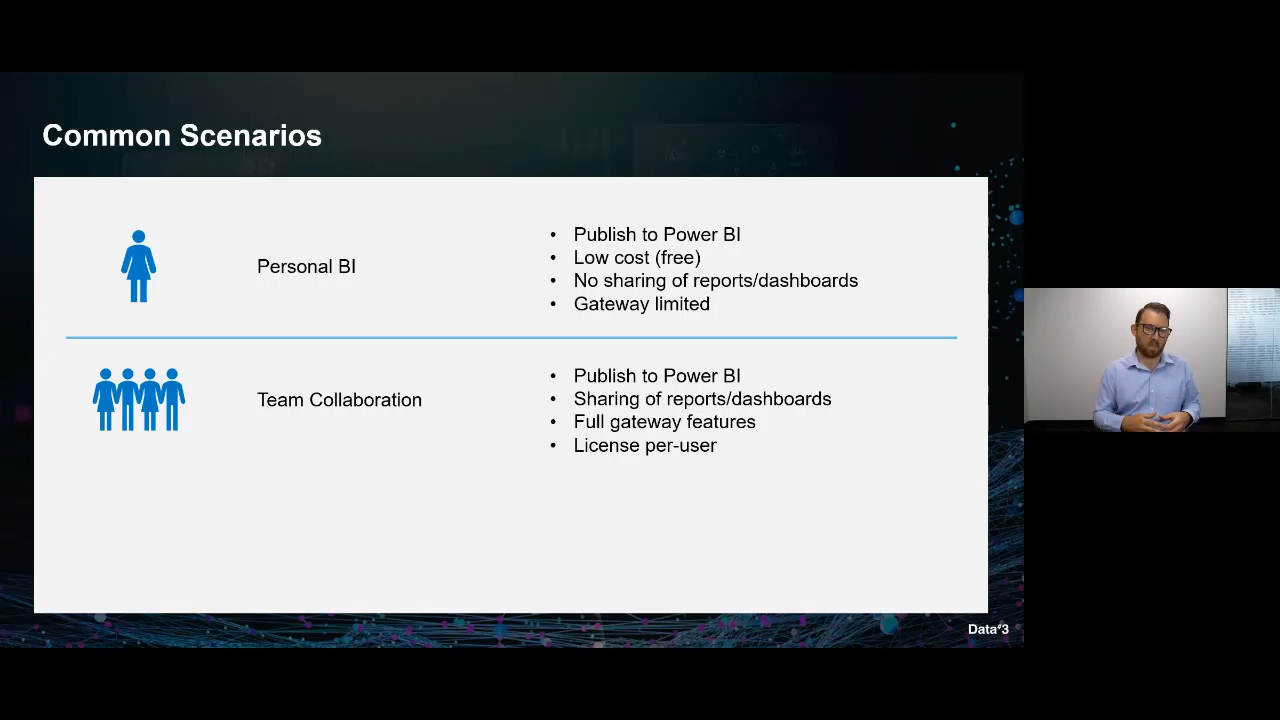 Common Scenarios
Personal BI
• Publish to Power BI
• Low cost (free)
• No sharing of reports/dashboards
• Gateway limited
Team Collaboration
• Publish to Power BI
• Sharing of reports/dashboards
• Full gateway features
• License per-user
Data#3